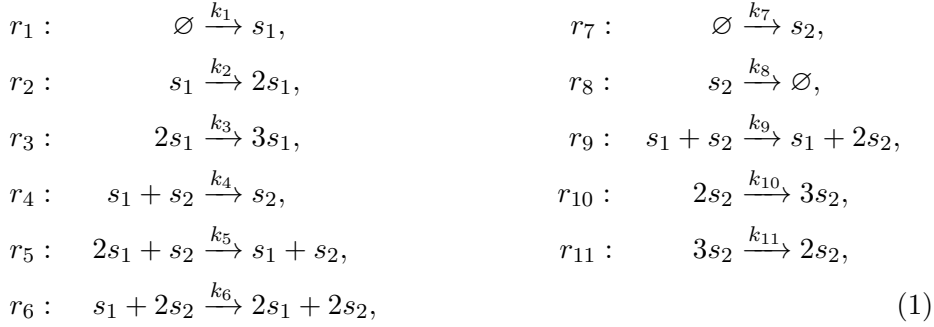 r₁ : ∅ —k₁→ s₁, r₇ : ∅ —k₇→ s₂,
r₂ : s₁ —k₂→ 2s₁, r₈ : s₂ —k₈→ ∅,
r₃ : 2s₁ —k₃→ 3s₁, r₉ : s₁ + s₂ —k₉→ s₁ + 2s₂,
r₄ : s₁ + s₂ —k₄→ s₂, r₁₀ : 2s₂ —k₁₀→ 3s₂,
r₅ : 2s₁ + s₂ —k₅→ s₁ + s₂, r₁₁ : 3s₂ —k₁₁→ 2s₂,
r₆ : s₁ + 2s₂ —k₆→ 2s₁ + 2s₂, (1)